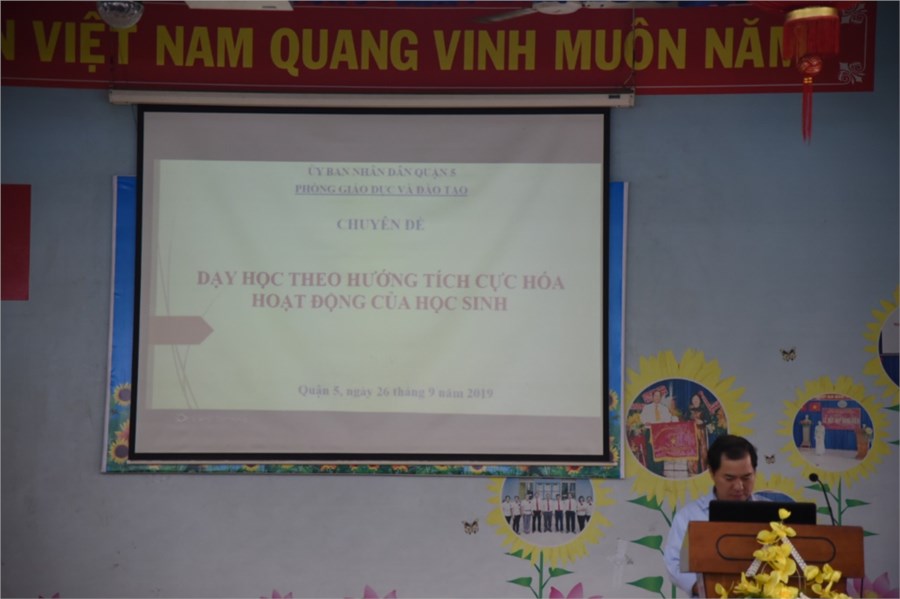 VIỆT NAM QUANG VINH MUÔN NĂM
ỦY BAN NHÂN DÂN QUẬN 5
PHÒNG GIÁO DỤC VÀ ĐÀO TẠO
CHUYÊN ĐỀ
DẠY HỌC THEO HƯỚNG TÍCH CỰC HÓA
HOẠT ĐỘNG CỦA HỌC SINH
Quận 5, ngày 26 tháng 9 năm 2019